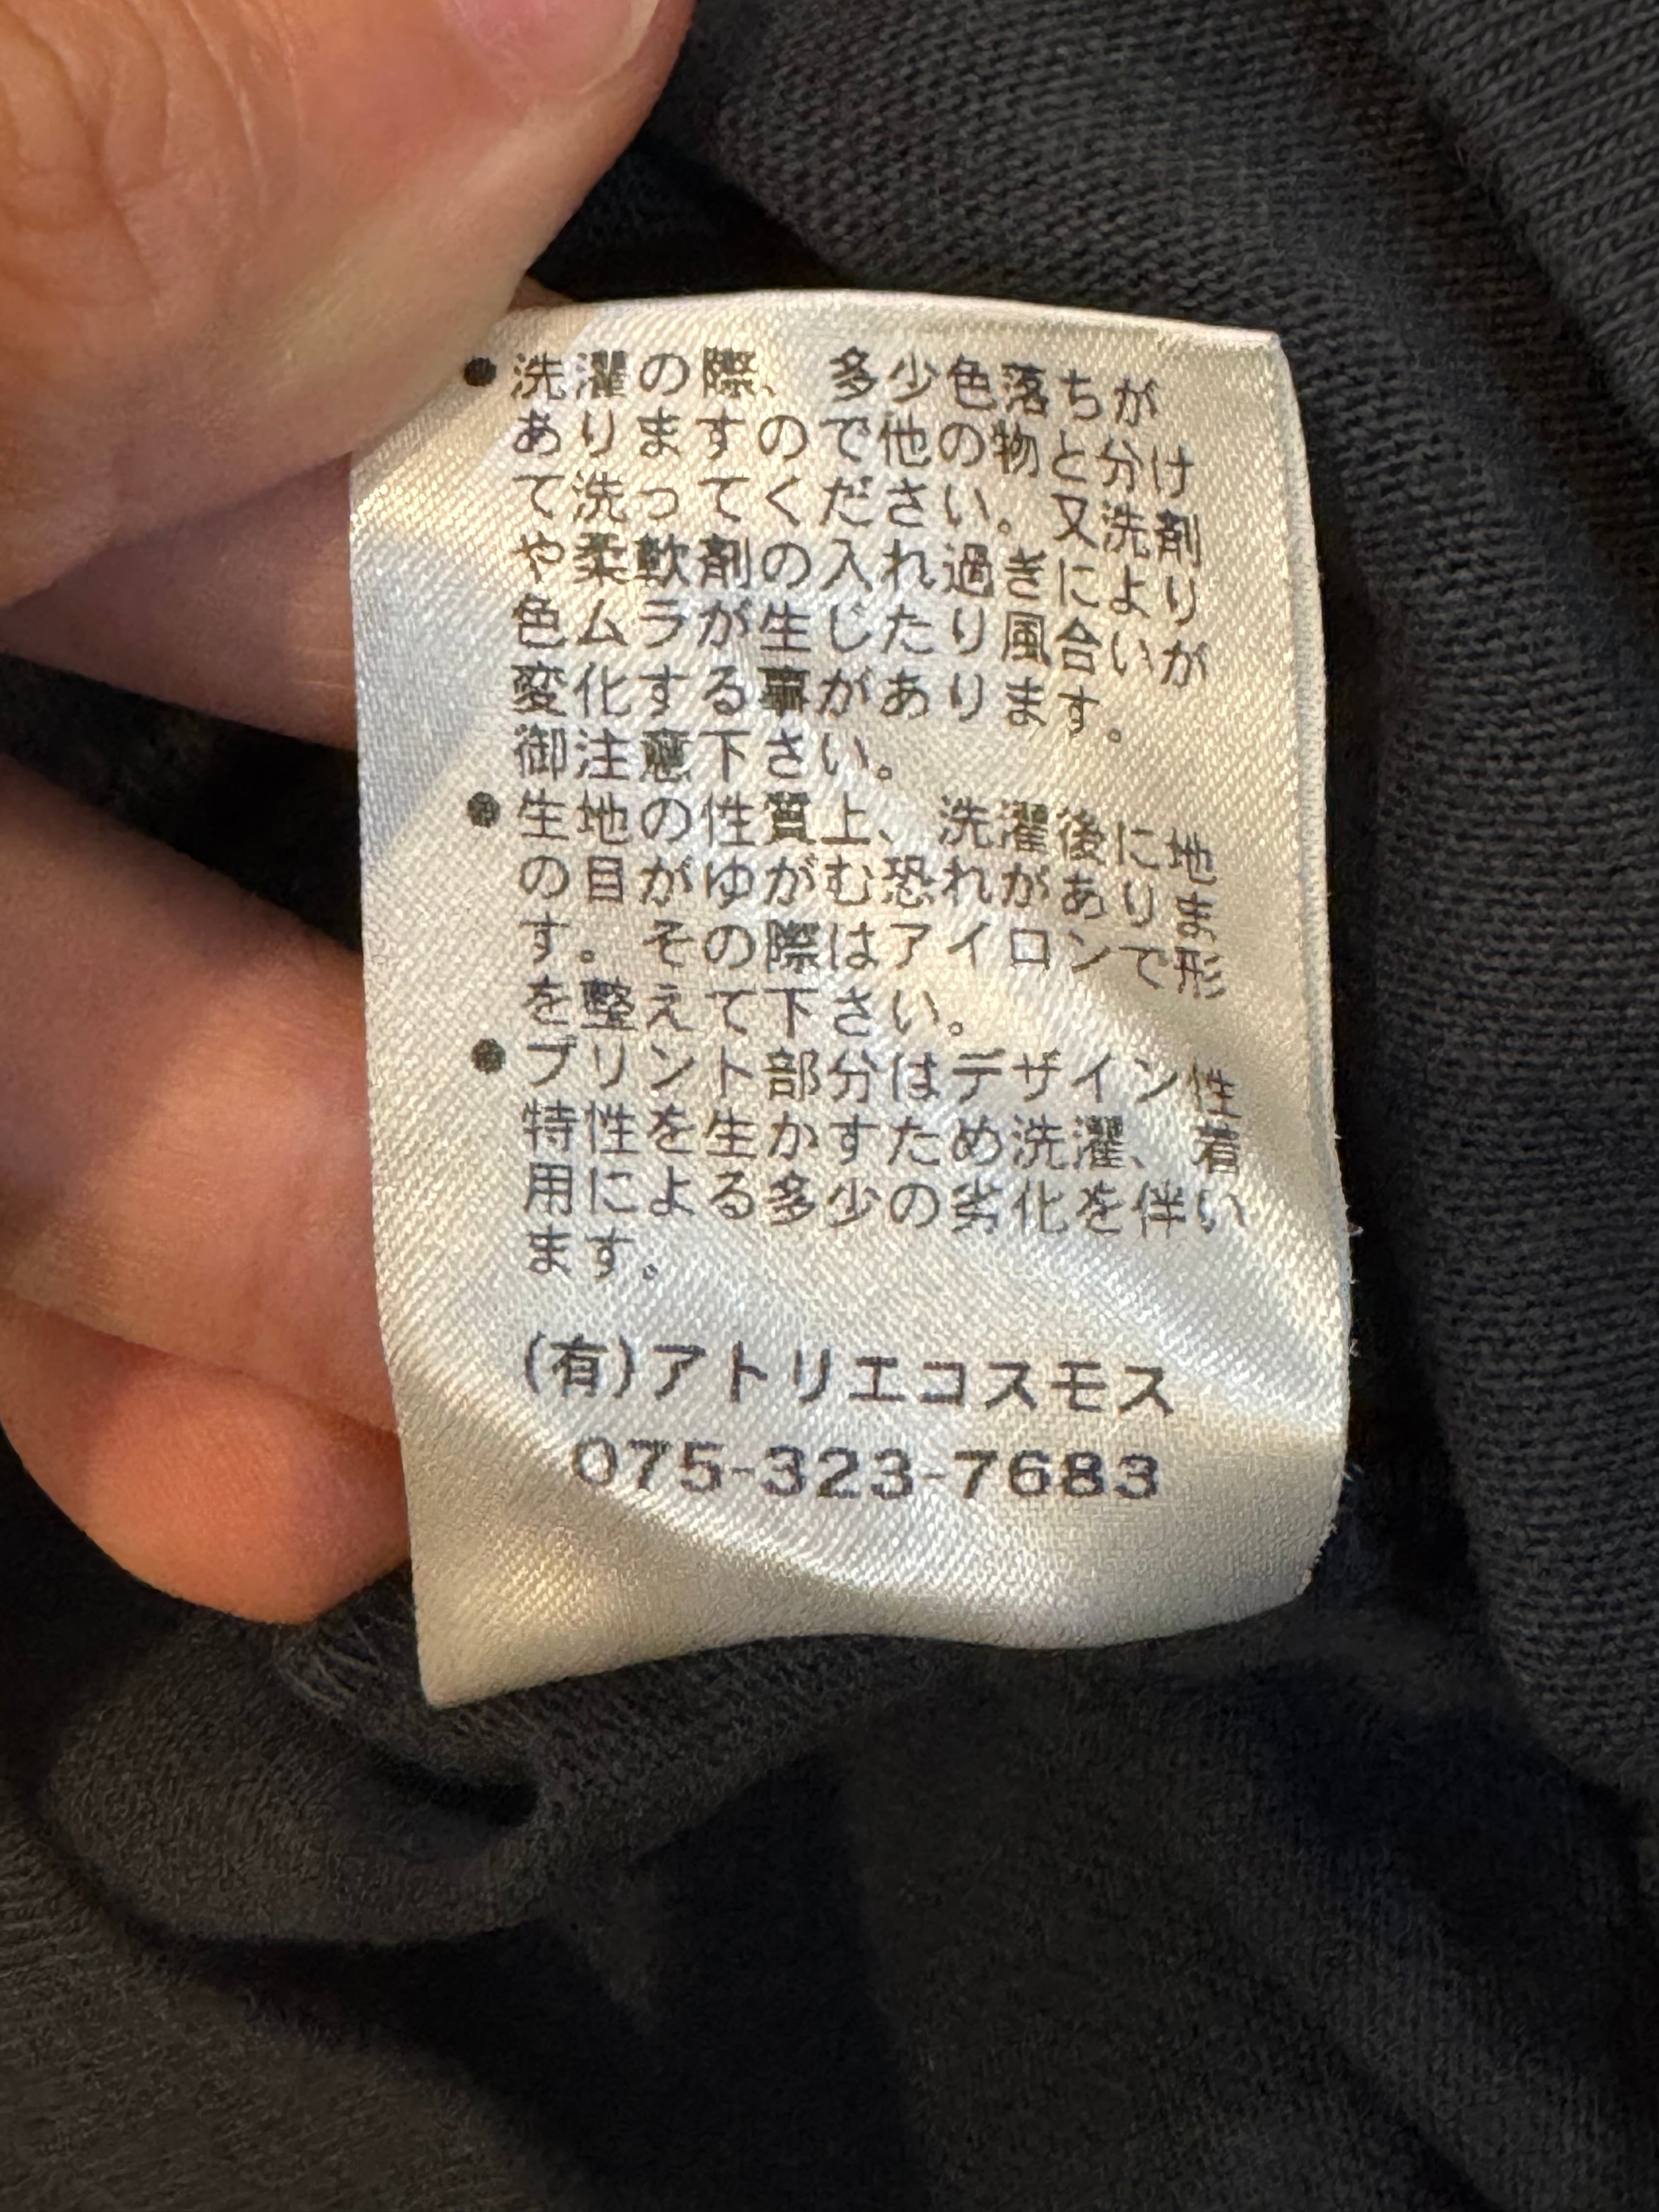 ●洗濯の際、多少色落ちが
ありますので他の物と分け
て洗ってください。又洗剤
や柔軟剤の入れ過ぎにより
色ムラが生じたり風合いが
変化する事があります。
御注意下さい。
●生地の性質上、洗濯後に地
の目がゆがむ恐れがありま
す。その際はアイロンで形
を整えて下さい。
●プリント部分はデザイン性
特性を生かすため洗濯、着
用による多少の劣化を伴い
ます。
(有)アトリエコスモス
075-323-7683